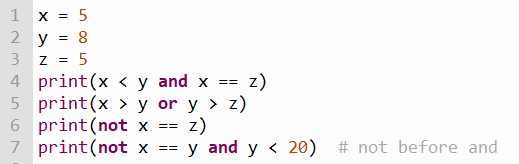 1 x = 5
2 y = 8
3 z = 5
4 print(x < y and x == z)
5 print(x > y or y > z)
6 print(not x == z)
7 print(not x == y and y < 20)  # not before and